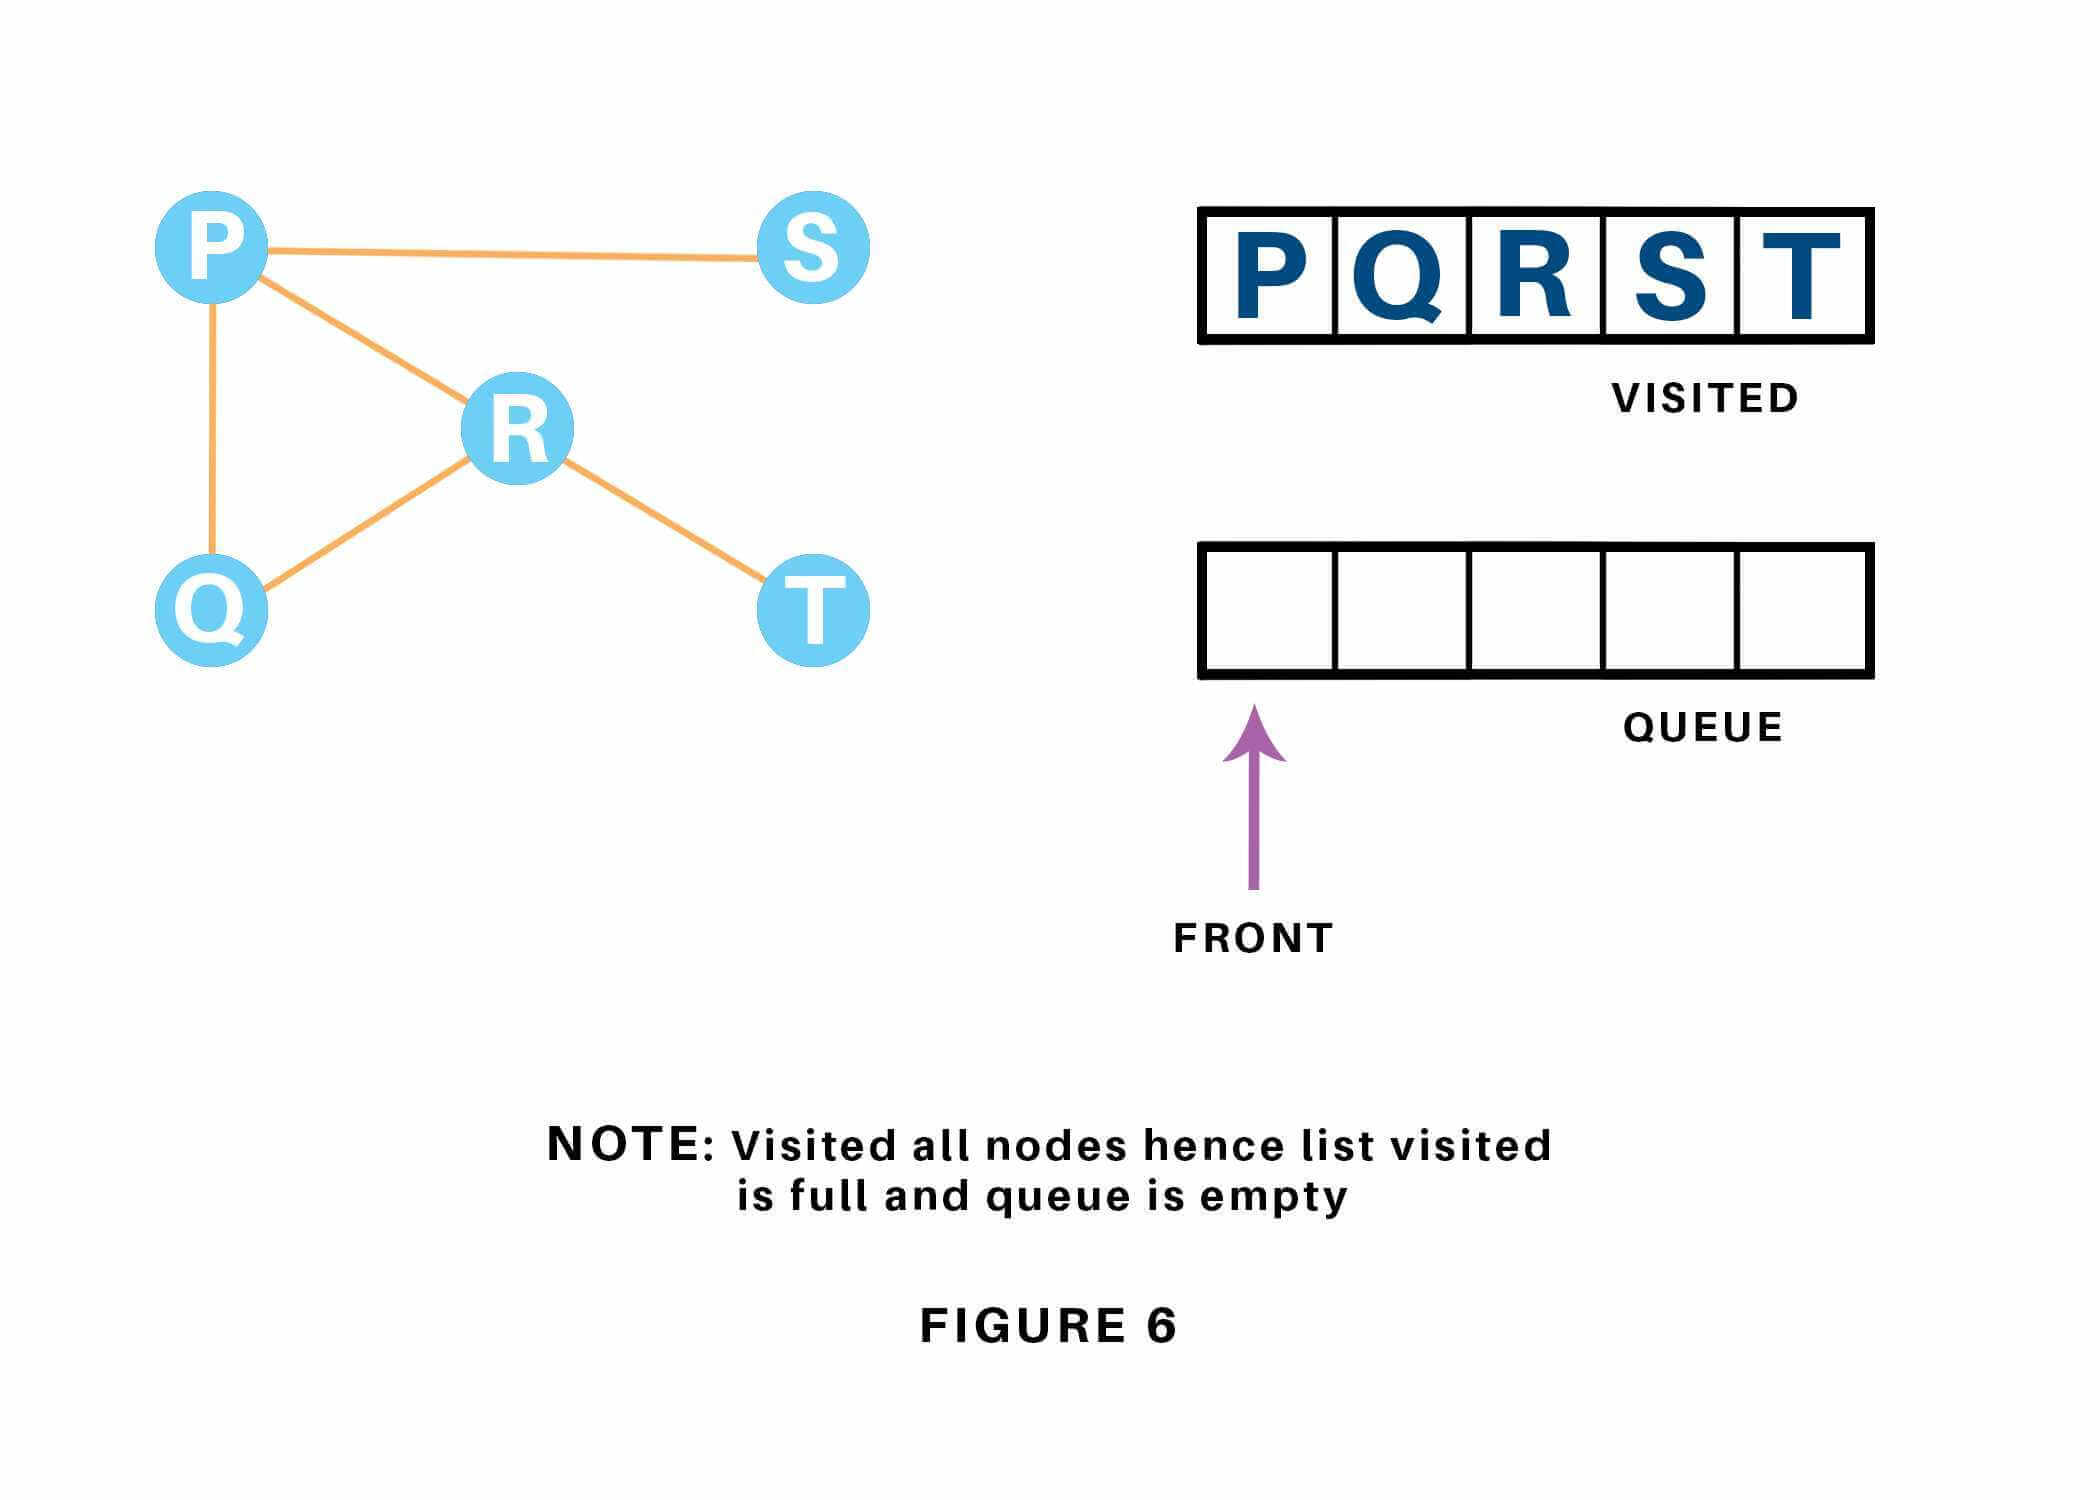 P
S
R
Q
T
P Q R S T
VISITED
QUEUE
FRONT
NOTE: Visited all nodes hence list visited
is full and queue is empty
FIGURE 6